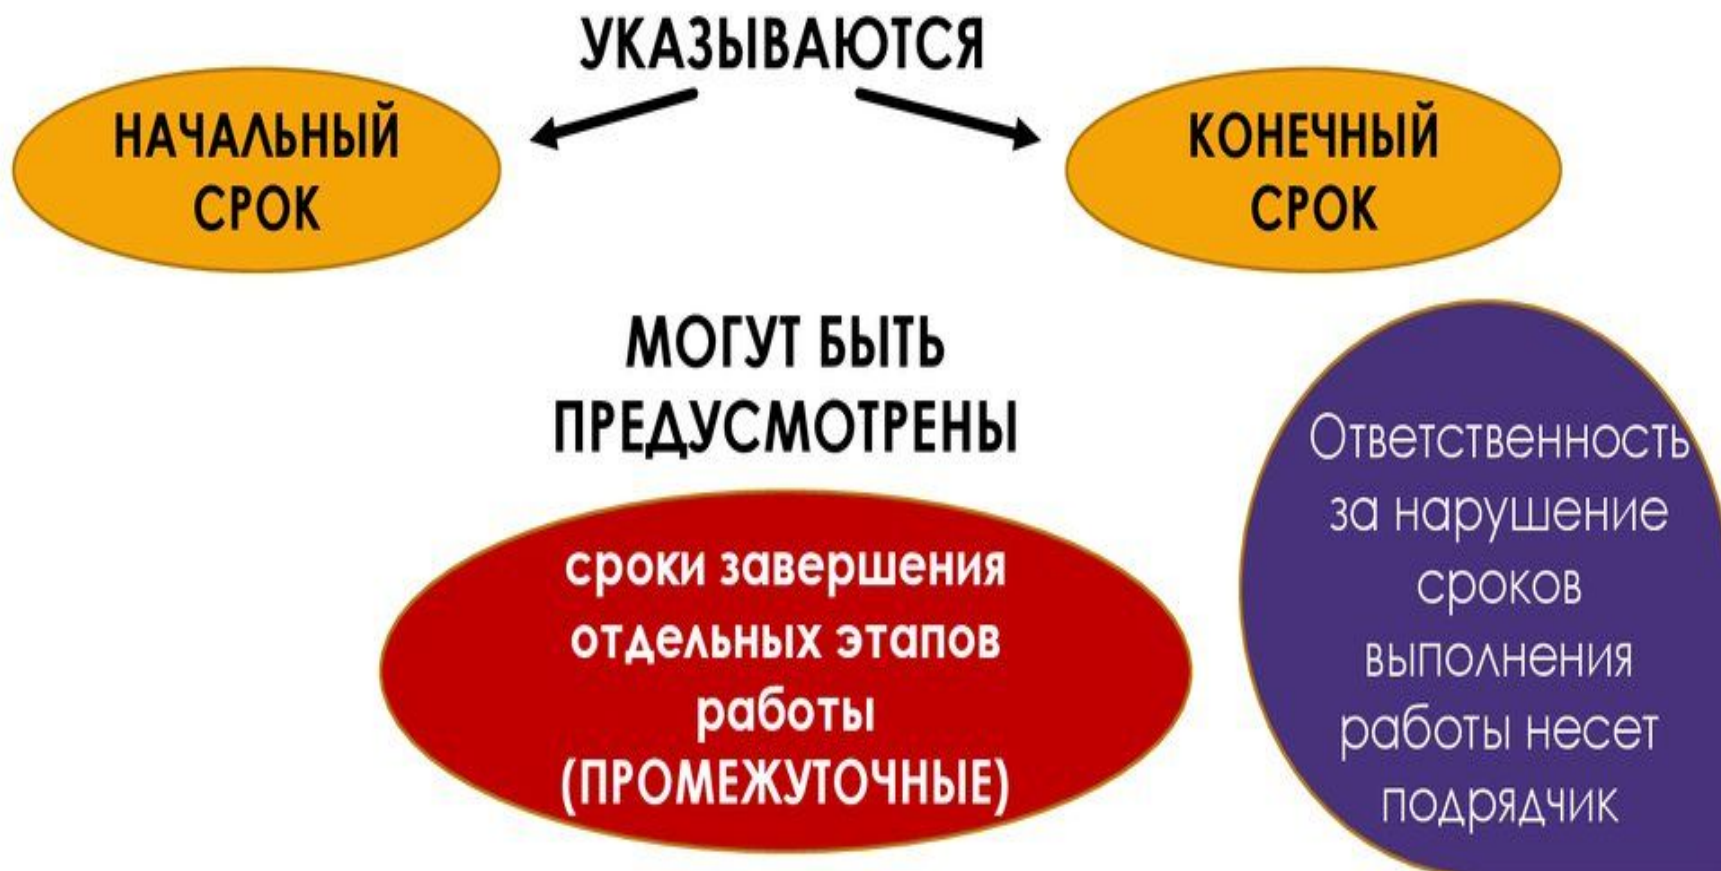 УКАЗЫВАЮТСЯ
НАЧАЛЬНЫЙ
СРОК
КОНЕЧНЫЙ
СРОК
МОГУТ БЫТЬ
ПРЕДУСМОТРЕНЫ
сроки завершения
отдельных этапов
работы
(ПРОМЕЖУТОЧНЫЕ)
Ответственность
за нарушение
сроков
выполнения
работы несет
подрядчик